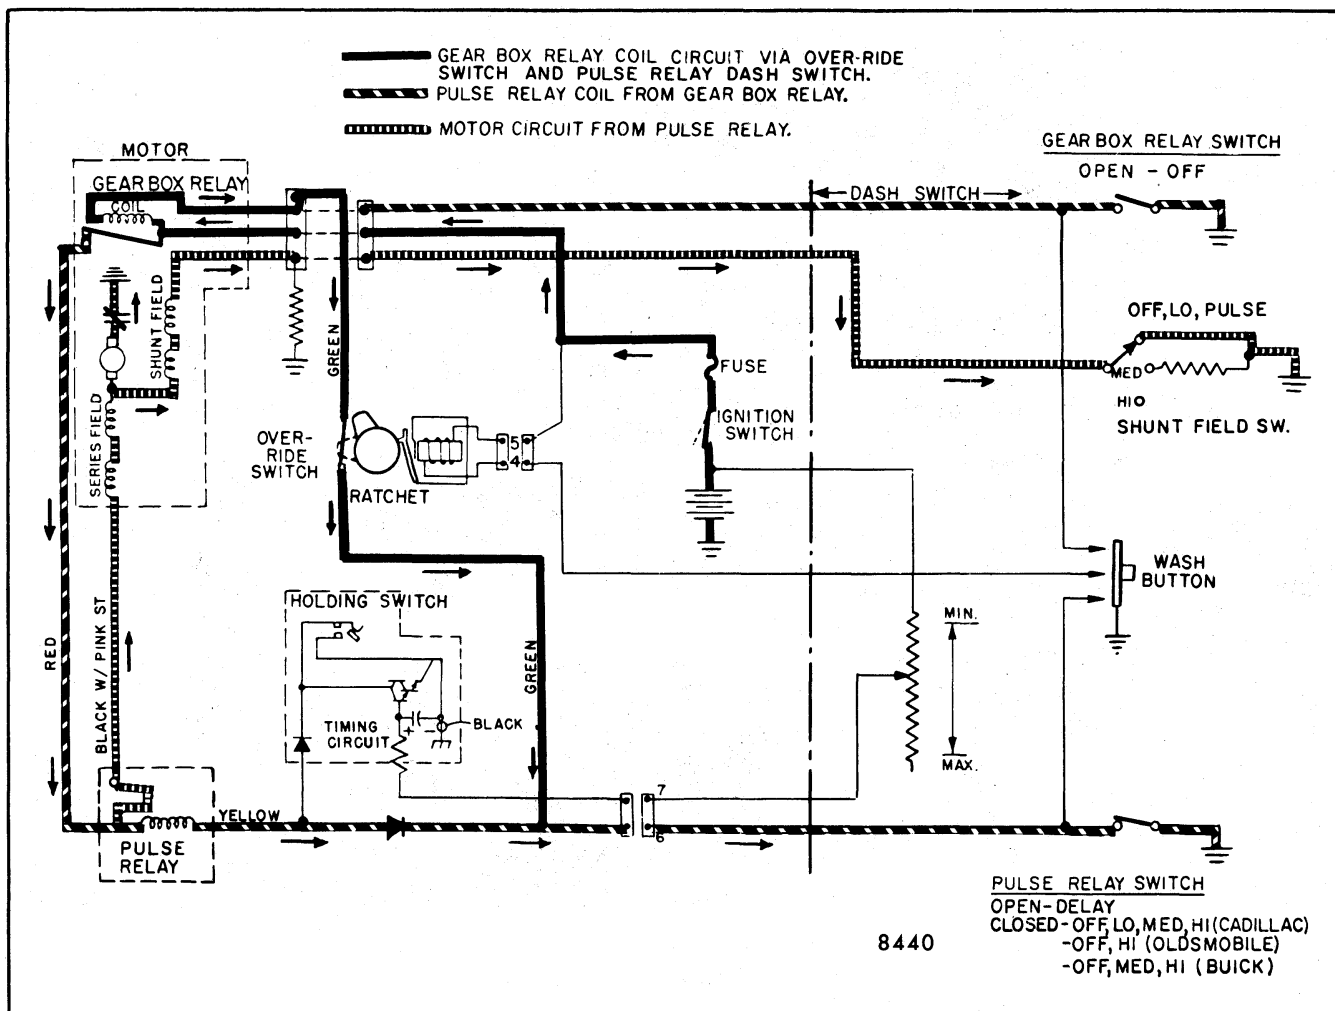 GEAR BOX RELAY COIL CIRCUIT VIA OVER-RIDE
SWITCH AND PULSE RELAY DASH SWITCH.
PULSE RELAY COIL FROM GEAR BOX RELAY.
MOTOR CIRCUIT FROM PULSE RELAY.
MOTOR
GEAR BOX RELAY
COIL
GEAR BOX RELAY SWITCH
OPEN - OFF
DASH SWITCH
SHUNT FIELD
GREEN
OFF, LO, PULSE
MED
HI
SHUNT FIELD SW.
FUSE
IGNITION
SWITCH
SERIES FIELD
OVER-
RIDE
SWITCH
RATCHET
5
4
WASH
BUTTON
HOLDING SWITCH
MIN.
RED
BLACK W/ PINK ST
GREEN
TIMING
CIRCUIT
+ -
BLACK
MAX.
7
6
YELLOW
PULSE
RELAY
PULSE RELAY SWITCH
OPEN-DELAY
CLOSED-OFF, LO, MED, HI (CADILLAC)
-OFF, HI (OLDSMOBILE)
-OFF, MED, HI (BUICK)
8440